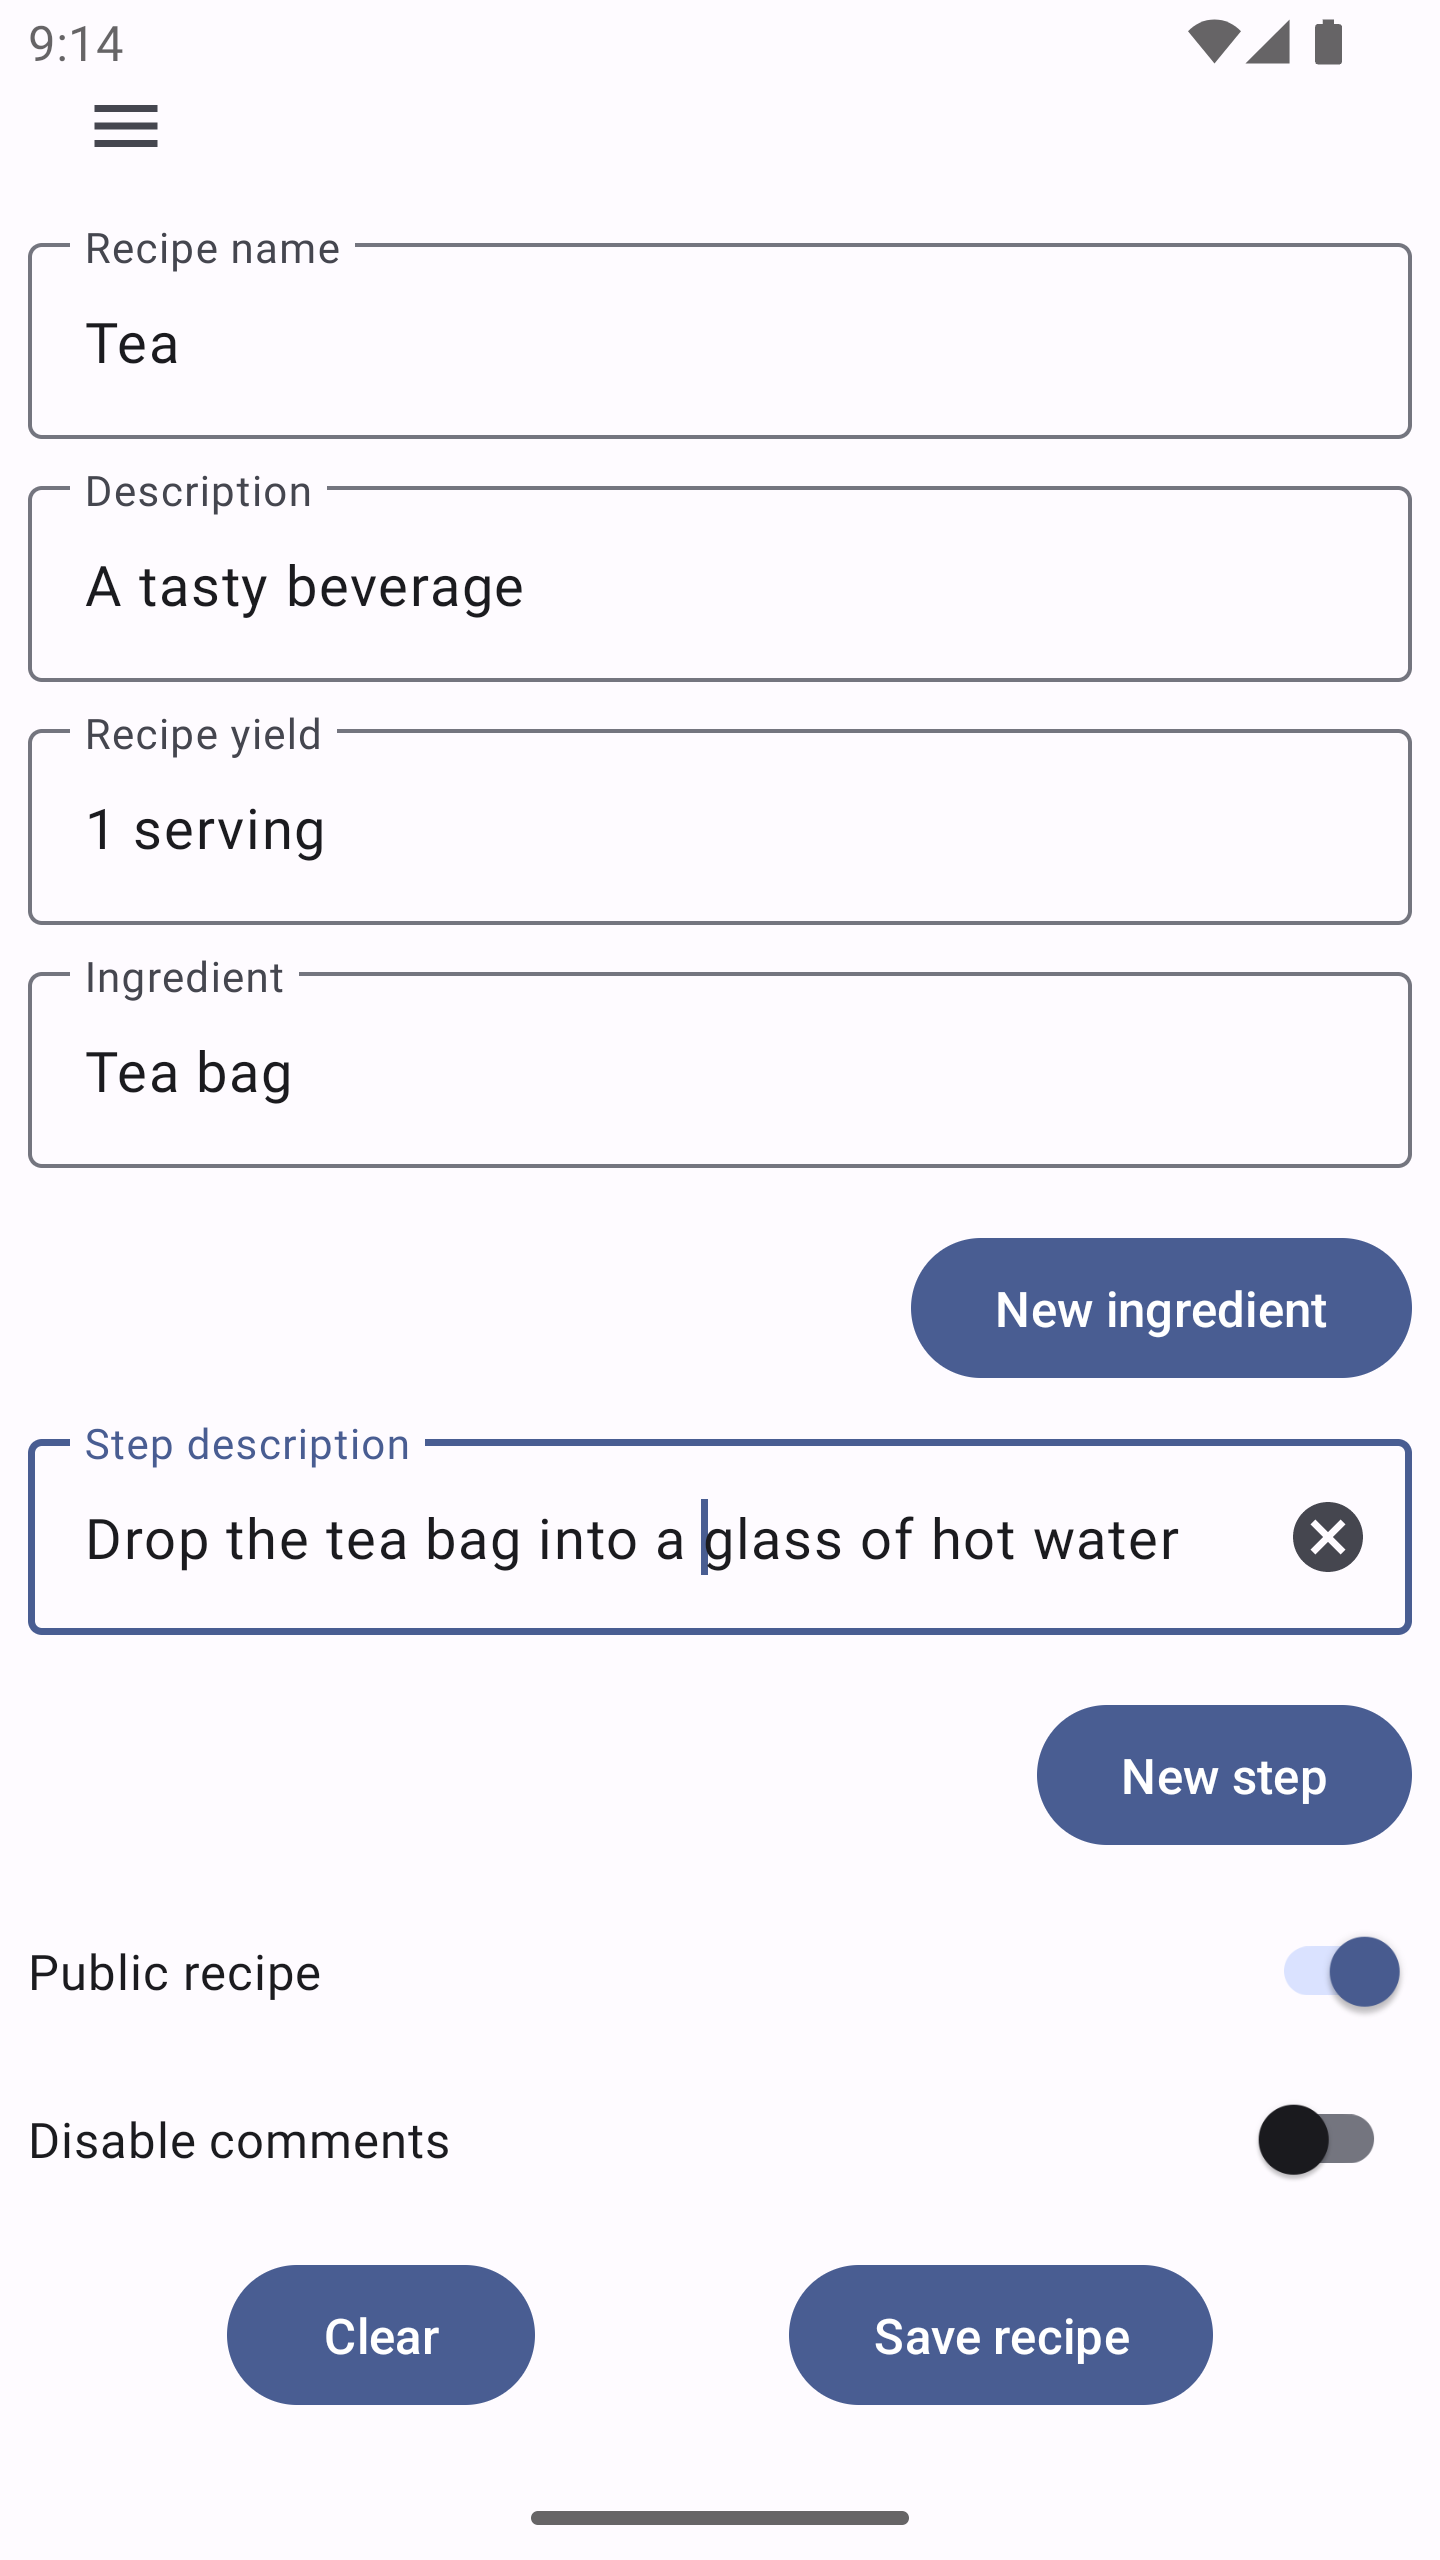 9:14
Recipe name
Tea
Description
A tasty beverage
Recipe yield
1 serving
Ingredient
Tea bag
New ingredient
Step description
Drop the tea bag into a glass of hot water
New step
Public recipe
Disable comments
Clear
Save recipe